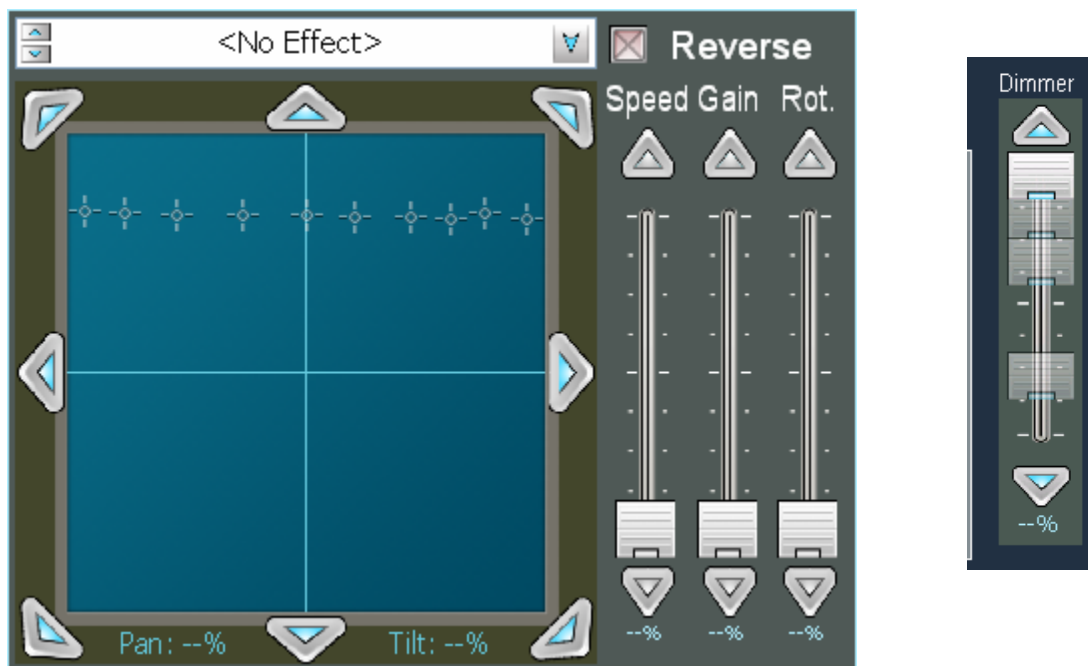 <No Effect>
Reverse
Speed Gain Rot.
Pan: --% Tilt: --%
--% --% --%
Dimmer
--%